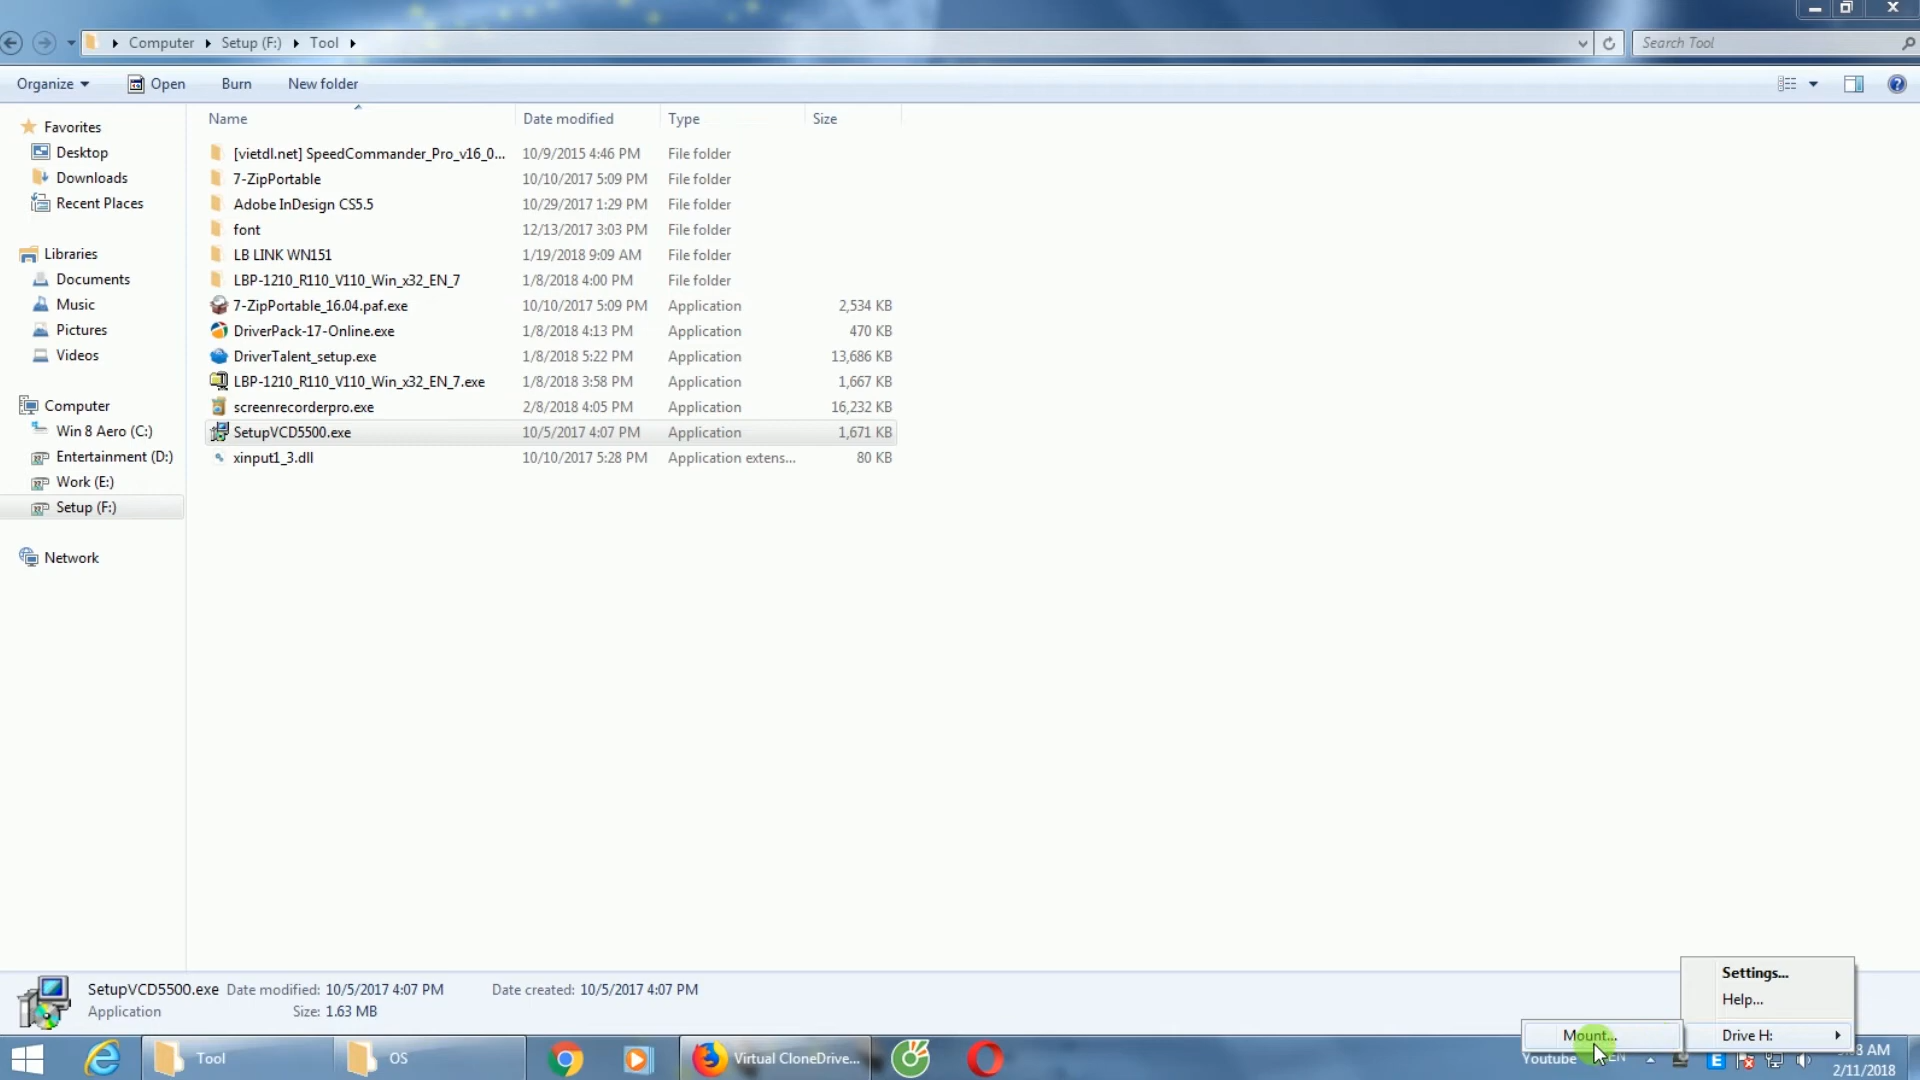 Computer Setup (F:) Tool
Search Tool
Organize Open Burn New folder
Name Date modified Type Size
Favorites
Desktop
Downloads
Recent Places
Libraries
Documents
Music
Pictures
Videos
Computer
Win 8 Aero (C:)
Entertainment (D:)
Work (E:)
Setup (F:)
Network
[vietdl.net] SpeedCommander_Pro_v16_0... 10/9/2015 4:46 PM File folder
7-ZipPortable 10/10/2017 5:09 PM File folder
Adobe InDesign CS5.5 10/29/2017 1:29 PM File folder
font 12/13/2017 3:03 PM File folder
LB LINK WN151 1/19/2018 9:09 AM File folder
LBP-1210_R110_V110_Win_x32_EN_7 1/8/2018 4:00 PM File folder
7-ZipPortable_16.04.paf.exe 10/10/2017 5:09 PM Application 2,534 KB
DriverPack-17-Online.exe 1/8/2018 4:13 PM Application 470 KB
DriverTalent_setup.exe 1/8/2018 5:22 PM Application 13,686 KB
LBP-1210_R110_V110_Win_x32_EN_7.exe 1/8/2018 3:58 PM Application 1,667 KB
screenrecorderpro.exe 2/8/2018 4:05 PM Application 16,232 KB
SetupVCD5500.exe 10/5/2017 4:07 PM Application 1,671 KB
xinput1_3.dll 10/10/2017 5:28 PM Application extens... 80 KB
SetupVCD5500.exe Date modified: 10/5/2017 4:07 PM Date created: 10/5/2017 4:07 PM
Application Size: 1.63 MB
Settings...
Help...
Drive H:
Mount...
Tool OS Virtual CloneDrive... Youtube EN AM
2/11/2018